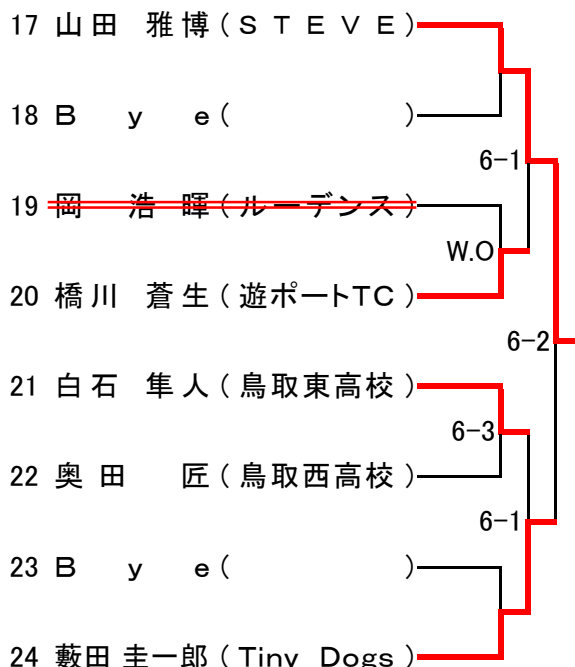 17 山田 雅博(STEVE)
18 Bye( )
6-1
19 岡 浩暉(ルーデンス)
W.O
20 橋川 蒼生(遊ポートTC)
6-2
21 白石 隼人(鳥取東高校)
6-3
22 奥田 匠(鳥取西高校)
6-1
23 Bye( )
24 藪田 圭一郎(Tiny Dogs)